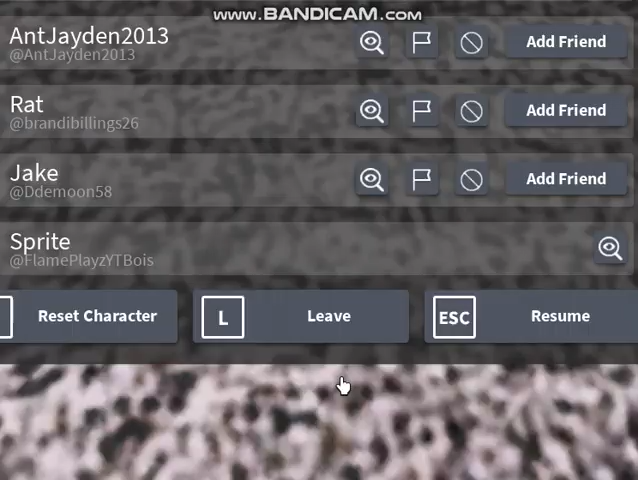 www.BANDICAM.com
AntJayden2013
@AntJayden2013
Add Friend
Rat
@brandibillings26
Add Friend
Jake
@Ddemoon58
Add Friend
Sprite
@FlamePlayzYTBois
Reset Character
L Leave
ESC Resume